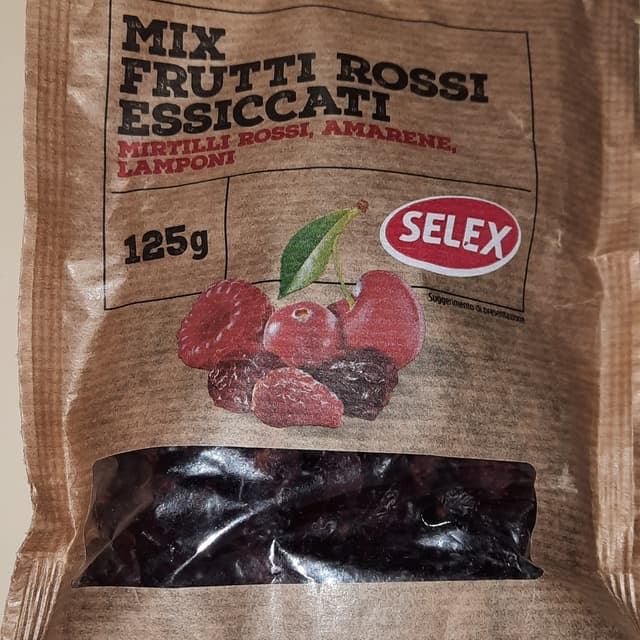 MIX
FRUTTI ROSSI
ESSICCATI
MIRTILLI ROSSI, AMARENE,
LAMPONI
125g
SELEX
Suggerimento di presentazione